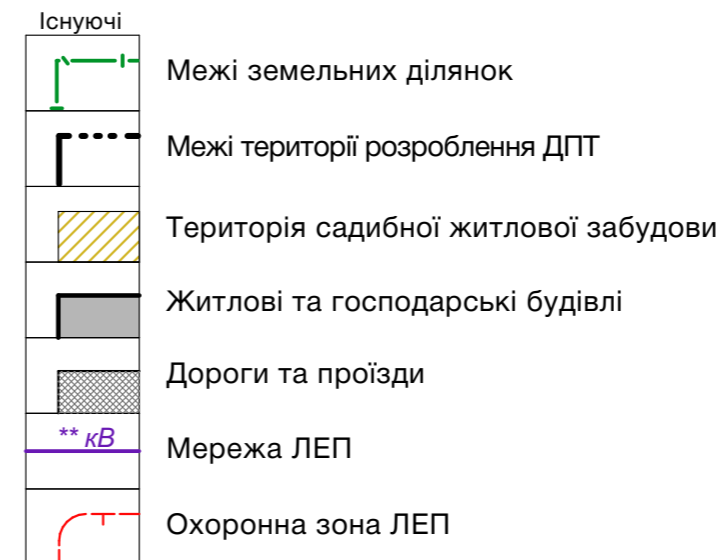 Існуючі
Межі земельних ділянок
Межі території розроблення ДПТ
Територія садибної житлової забудови
Житлові та господарські будівлі
Дороги та проїзди
** кВ
Мережа ЛЕП
Охоронна зона ЛЕП